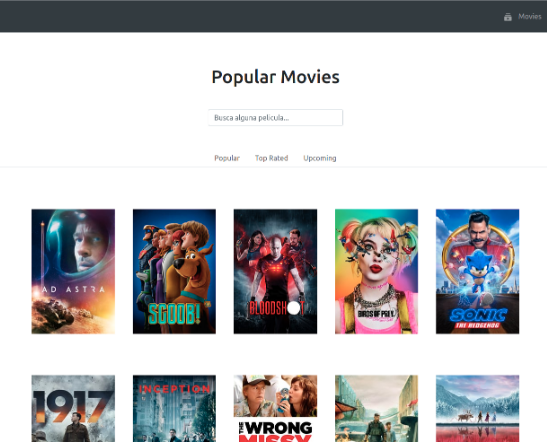 Movies
Popular Movies
Busca alguna pelicula...
Popular Top Rated Upcoming
AD ASTRA
SCOOB!
BLOODSHOT
BIRDS OF PREY
SONIC
THE HEDGEHOG
1917
INCEPTION
THE
WRONG
MISSY